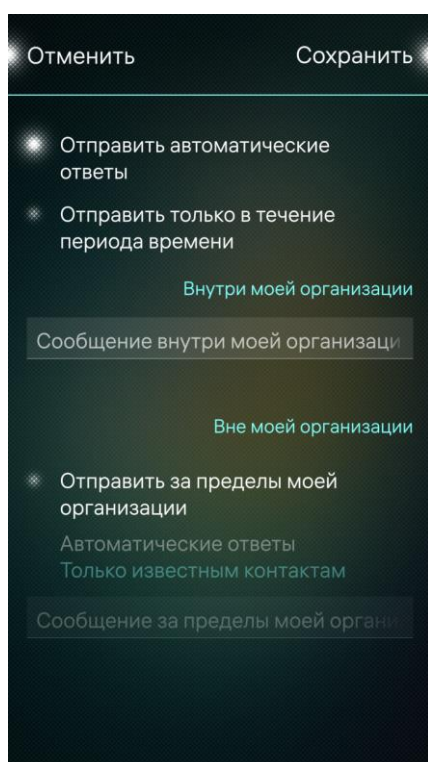 Отменить Сохранить
Отправить автоматические
ответы
Отправить только в течение
периода времени
Внутри моей организации
Сообщение внутри моей организаци
Вне моей организации
Отправить за пределы моей
организации
Автоматические ответы
Только известным контактам
Сообщение за пределы моей органи